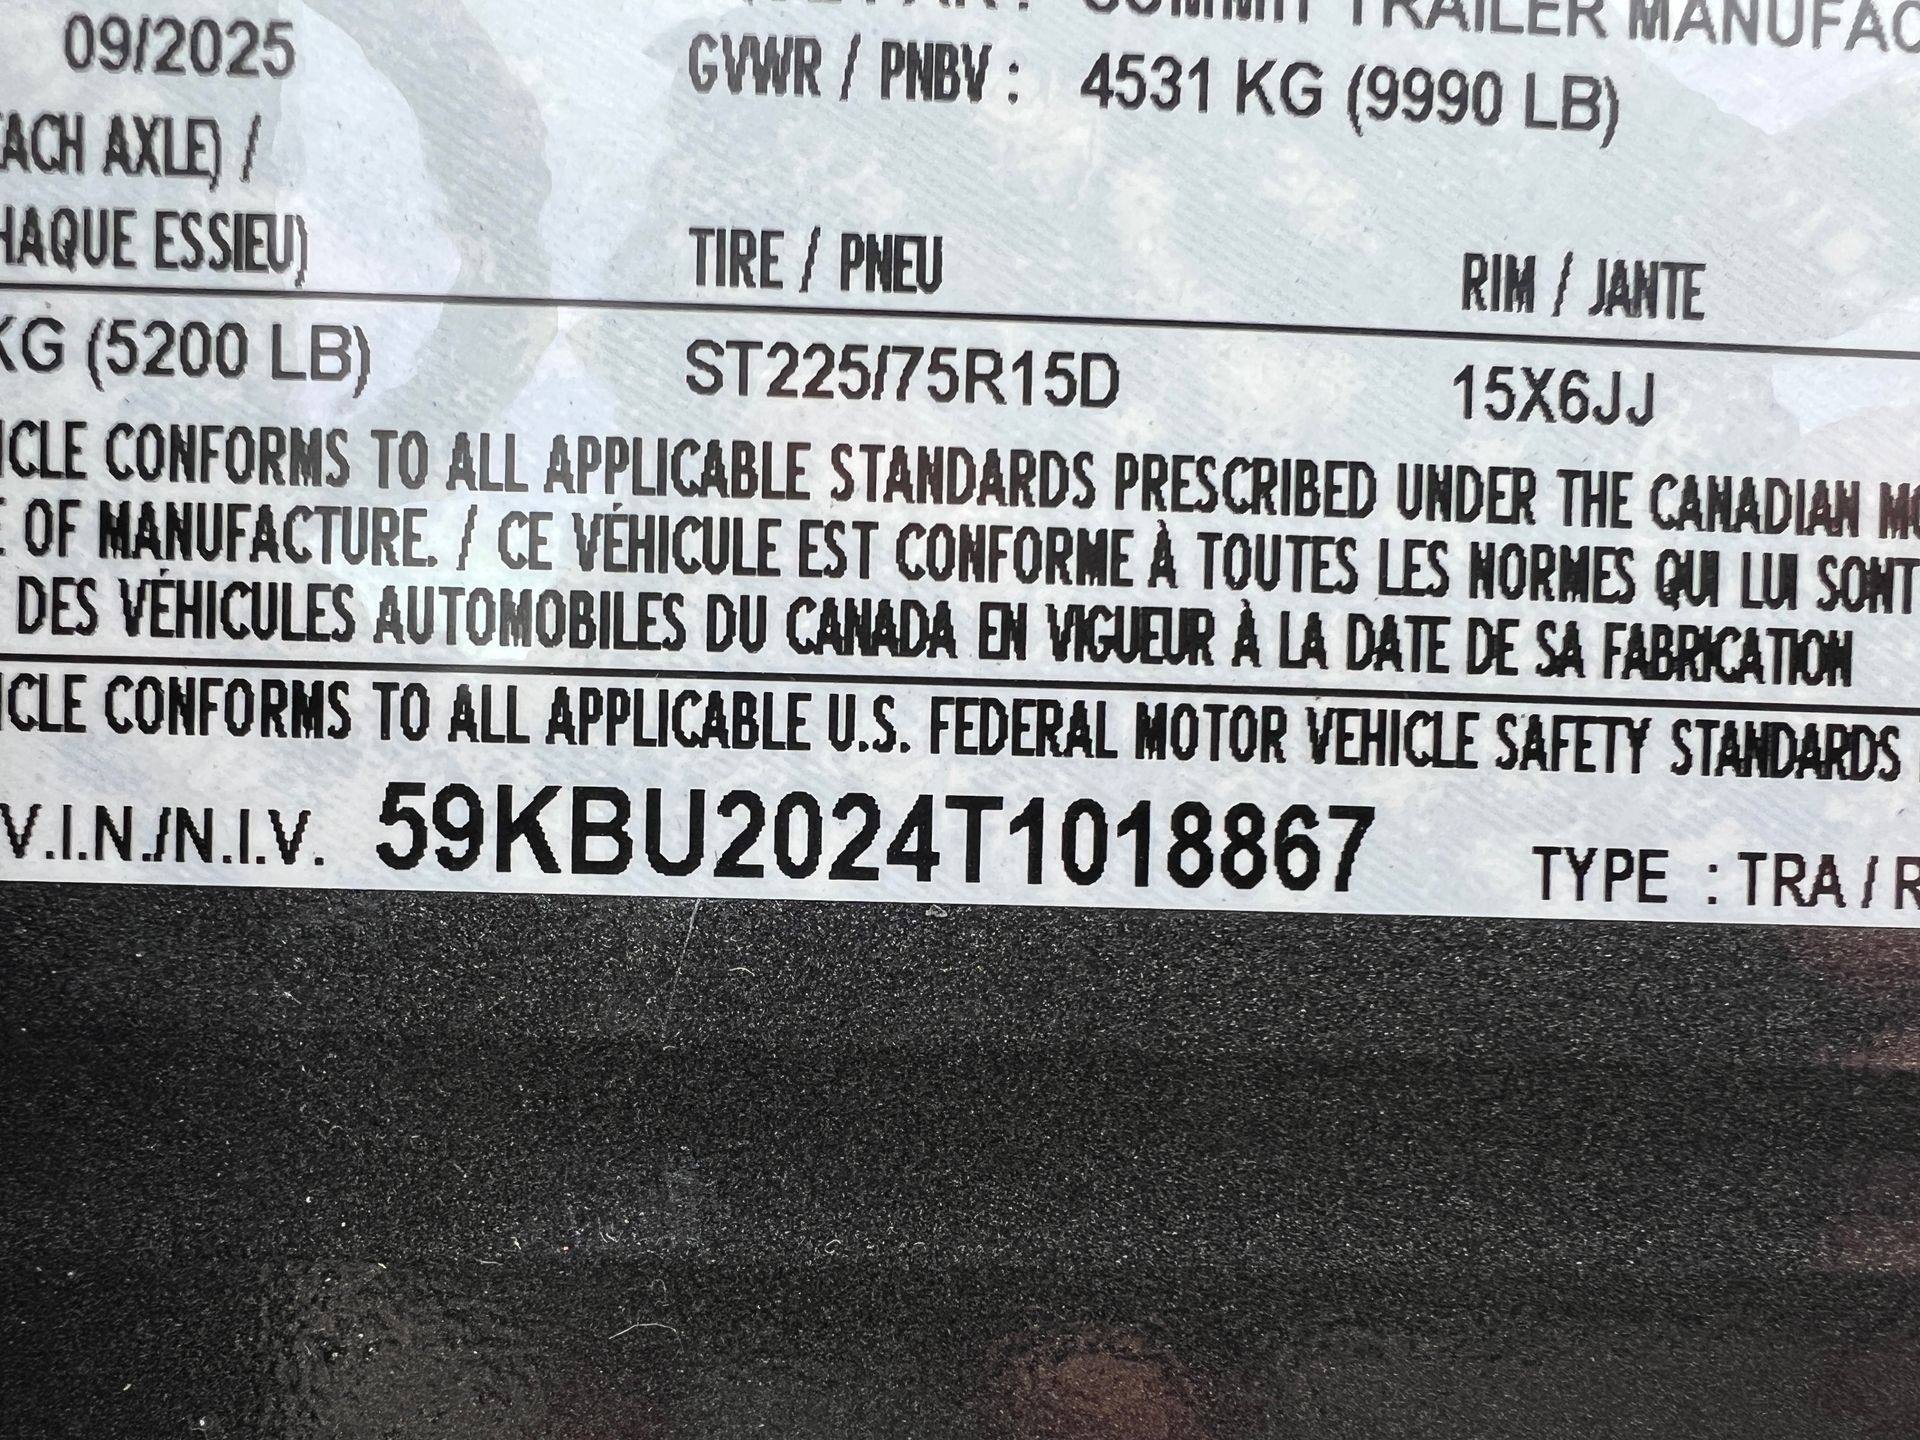 09/2025
TRAILER MANUFAC
GVWR / PNBV : 4531 KG (9990 LB)
ACH AXLE) /
HAQUE ESSIEU) TIRE / PNEU RIM / JANTE
KG (5200 LB) ST225/75R15D 15X6JJ
ICLE CONFORMS TO ALL APPLICABLE STANDARDS PRESCRIBED UNDER THE CANADIAN MO
E OF MANUFACTURE. / CE VÉHICULE EST CONFORME À TOUTES LES NORMES QUI LUI SONT
DES VÉHICULES AUTOMOBILES DU CANADA EN VIGUEUR À LA DATE DE SA FABRICATION
ICLE CONFORMS TO ALL APPLICABLE U.S. FEDERAL MOTOR VEHICLE SAFETY STANDARDS
V.I.N./N.I.V. 59KBU2024T1018867 TYPE : TRA / R